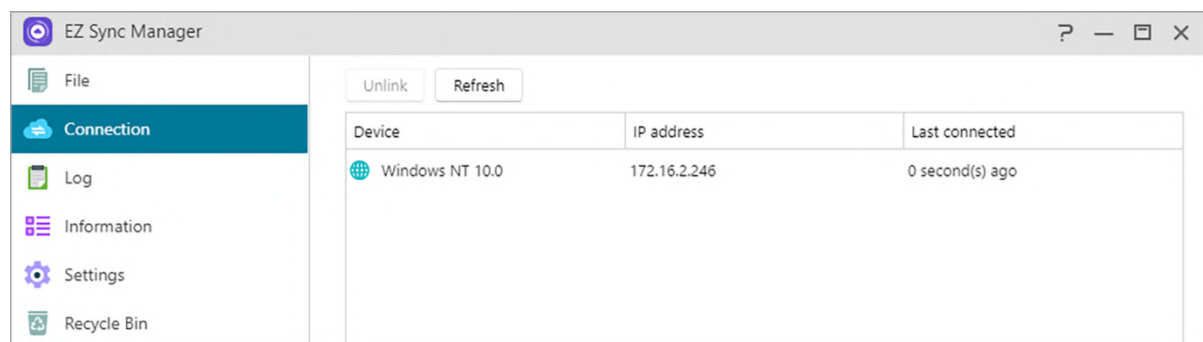 EZ Sync Manager
File
Connection
Log
Information
Settings
Recycle Bin
Unlink Refresh
Device IP address Last connected
Windows NT 10.0 172.16.2.246 0 second(s) ago